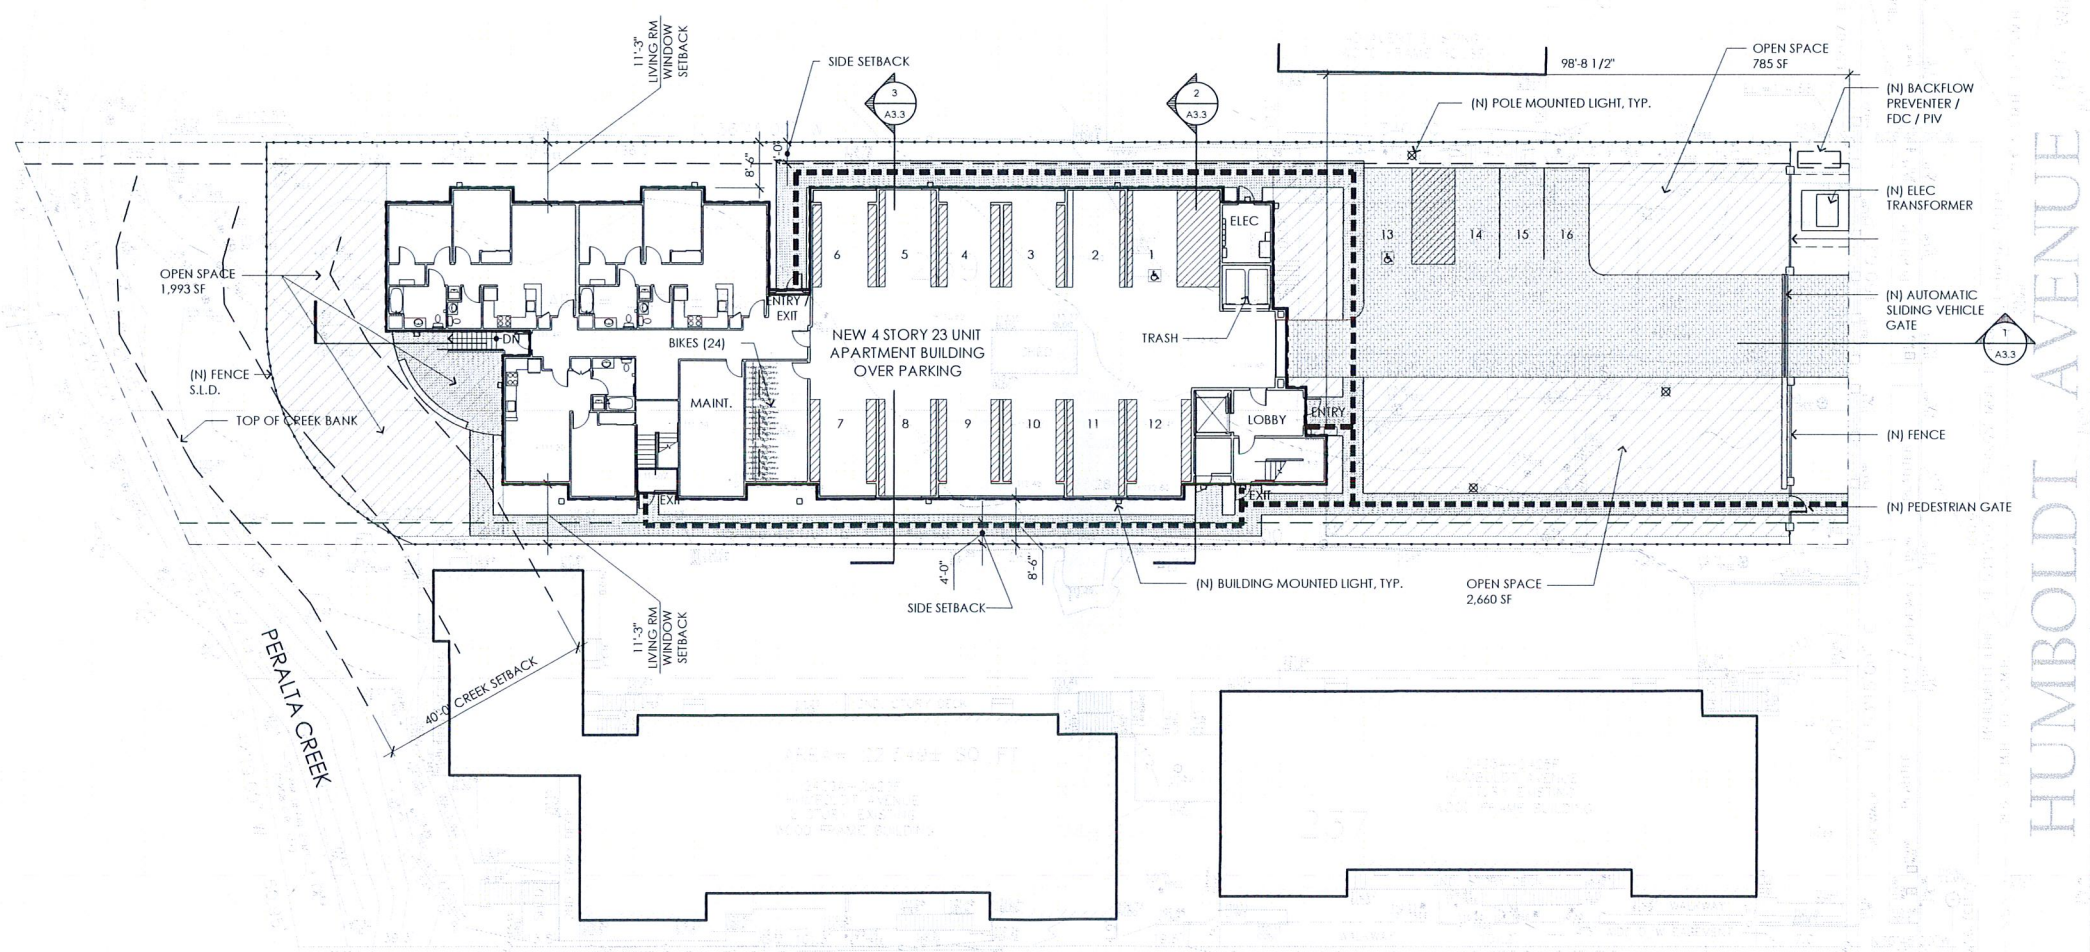 11'-3"
LIVING RM
WINDOW
SETBACK
SIDE SETBACK
3
A3.3
2
A3.3
98'-8 1/2"
OPEN SPACE
785 SF
(N) POLE MOUNTED LIGHT, TYP.
(N) BACKFLOW
PREVENTER /
FDC / PIV
8'-6"
(N) ELEC
TRANSFORMER
ELEC
6
5
4
3
2
1
13
14
15
16
OPEN SPACE
1,993 SF
ENTRY /
EXIT
(N) AUTOMATIC
SLIDING VEHICLE
GATE
DN
BIKES (24)
NEW 4 STORY 23 UNIT
APARTMENT BUILDING
OVER PARKING
TRASH
1
A3.3
(N) FENCE
S.L.D.
MAINT.
TOP OF CREEK BANK
7
8
9
10
11
12
LOBBY
ENTRY
(N) FENCE
EXIT
EXIT
(N) PEDESTRIAN GATE
4'-0"
8'-6"
(N) BUILDING MOUNTED LIGHT, TYP.
OPEN SPACE
2,660 SF
SIDE SETBACK
11'-3"
LIVING RM
WINDOW
SETBACK
40'-0" CREEK SETBACK
PERALTA CREEK
HUMBOLDT AVENUE